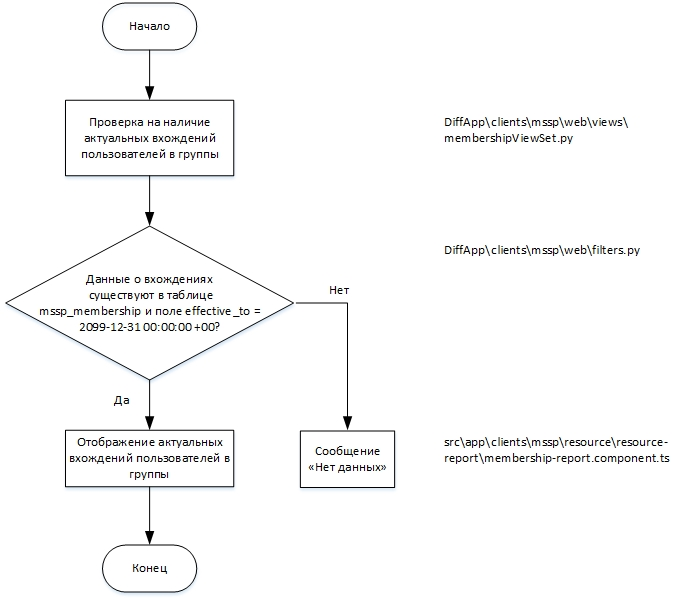 Начало
Проверка на наличие
актуальных вхождений
пользователей в группы
DiffApp\clients\mssp\web\views\
membershipViewSet.py
DiffApp\clients\mssp\web\filters.py
Данные о вхождениях
существуют в таблице
mssp_membership и поле effective_to =
2099-12-31 00:00:00 +00?
Нет
Да
Отображение актуальных
вхождений пользователей в
группы
Сообщение
«Нет данных»
src\app\clients\mssp\resource\resource-
report\membership-report.component.ts
Конец